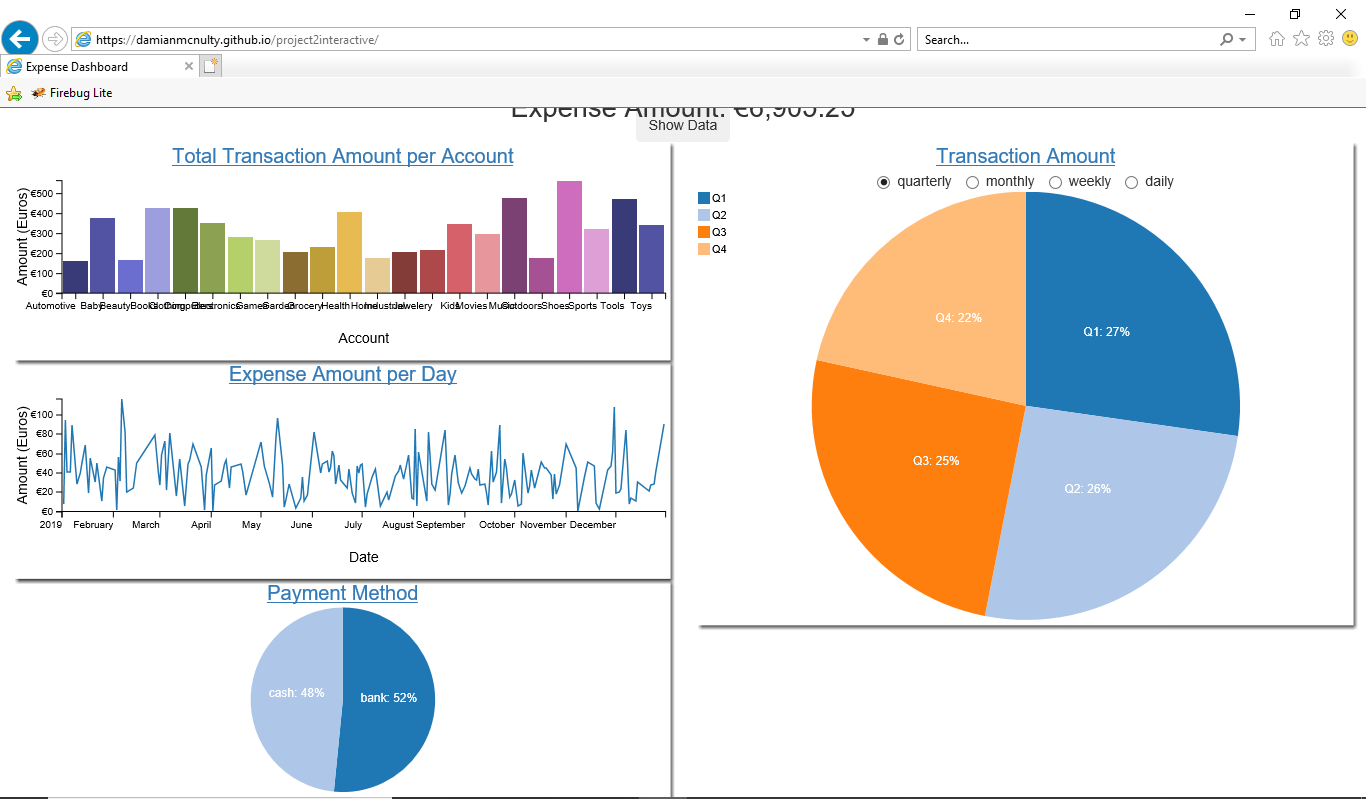 https://damianmcnulty.github.io/project2interactive/
Search...
Expense Dashboard
Firebug Lite
Expense Amount: €6,905.25
Show Data
Total Transaction Amount per Account
Amount (Euros)
€500
€400
€300
€200
€100
€0
Automotive Baby Beauty Books Clothing Computers Electronics Games Garden Grocery Health Home Industrial Jewelery Kids Movies Music Outdoors Shoes Sports Tools Toys
Account
Expense Amount per Day
Amount (Euros)
€100
€80
€60
€40
€20
€0
2019 February March April May June July August September October November December
Date
Payment Method
cash: 48%
bank: 52%
Transaction Amount
quarterly monthly weekly daily
Q1
Q2
Q3
Q4
Q4: 22%
Q1: 27%
Q3: 25%
Q2: 26%